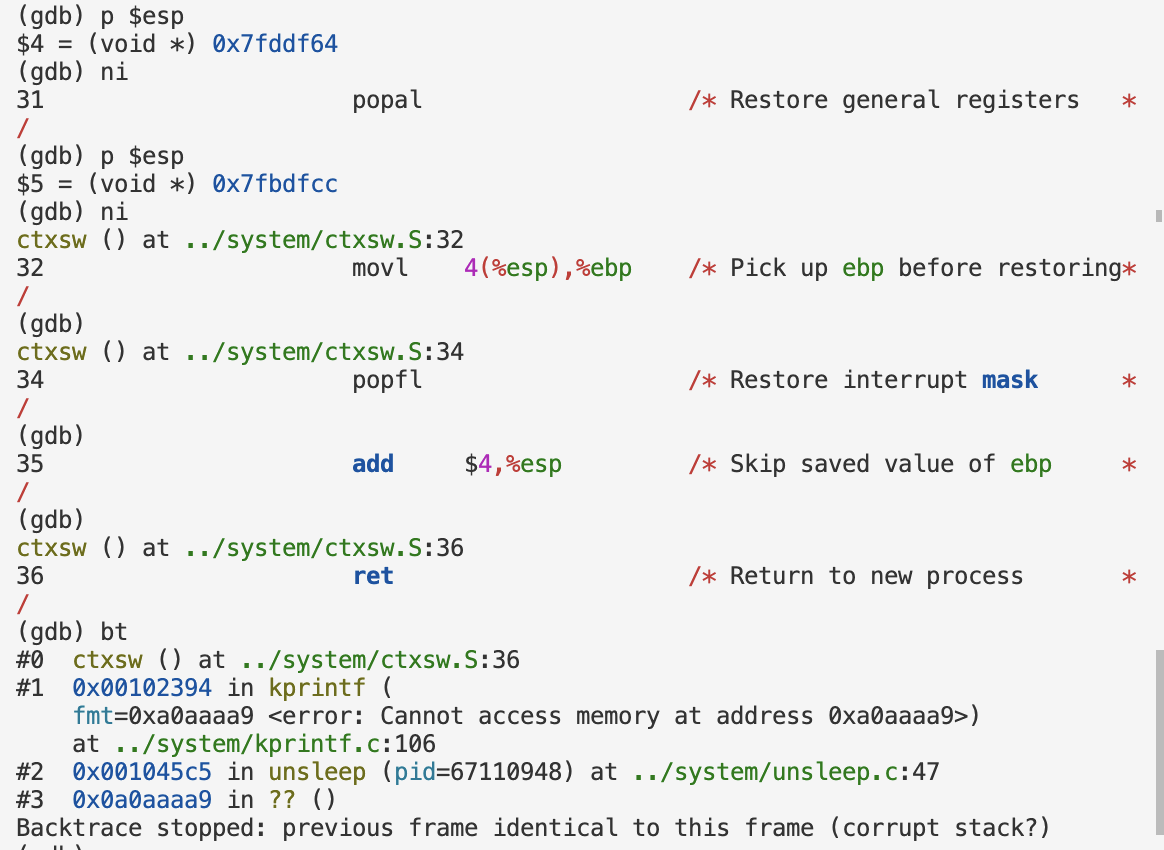 (gdb) p $esp
$4 = (void *) 0x7fddf64
(gdb) ni
31                      popal                   /* Restore general registers   *
/
(gdb) p $esp
$5 = (void *) 0x7fbdfcc
(gdb) ni
ctxsw () at ../system/ctxsw.S:32
32                      movl    4(%esp),%ebp    /* Pick up ebp before restoring*
/
(gdb)
ctxsw () at ../system/ctxsw.S:34
34                      popfl                   /* Restore interrupt mask      *
/
(gdb)
35                      add     $4,%esp         /* Skip saved value of ebp     *
/
(gdb)
ctxsw () at ../system/ctxsw.S:36
36                      ret                     /* Return to new process       *
/
(gdb) bt
#0  ctxsw () at ../system/ctxsw.S:36
#1  0x00102394 in kprintf (
    fmt=0xa0aaaa9 <error: Cannot access memory at address 0xa0aaaa9>)
    at ../system/kprintf.c:106
#2  0x001045c5 in unsleep (pid=67110948) at ../system/unsleep.c:47
#3  0x0a0aaaa9 in ?? ()
Backtrace stopped: previous frame identical to this frame (corrupt stack?)